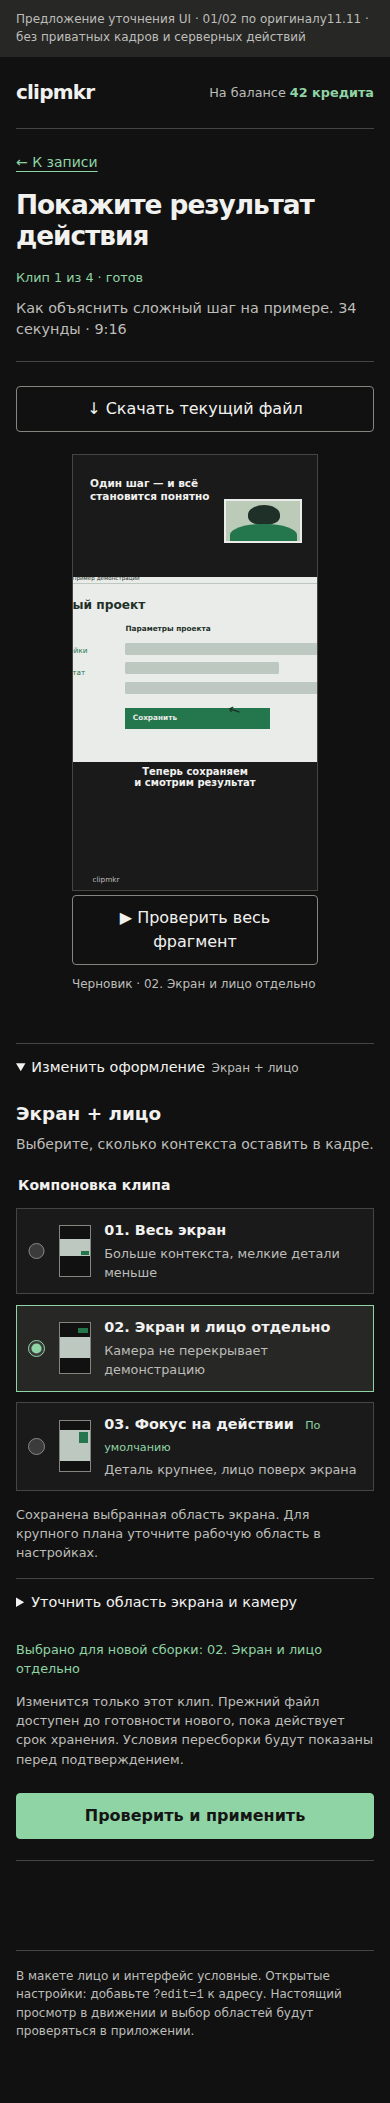 Предложение уточнения UI · 01/02 по оригиналу11.11 ·
без приватных кадров и серверных действий
clipmkr
На балансе 42 кредита
← К записи
Покажите результат
действия
Клип 1 из 4 · готов
Как объяснить сложный шаг на примере. 34
секунды · 9:16
↓ Скачать текущий файл
Один шаг — и всё
становится понятно
пример демонстрации
ый проект
Параметры проекта
ойки
тат
Сохранить
Теперь сохраняем
и смотрим результат
clipmkr
▶ Проверить весь
фрагмент
Черновик · 02. Экран и лицо отдельно
▼ Изменить оформление Экран + лицо
Экран + лицо
Выберите, сколько контекста оставить в кадре.
Компоновка клипа
01. Весь экран
Больше контекста, мелкие детали
меньше
02. Экран и лицо отдельно
Камера не перекрывает
демонстрацию
03. Фокус на действии По
умолчанию
Деталь крупнее, лицо поверх экрана
Сохранена выбранная область экрана. Для
крупного плана уточните рабочую область в
настройках.
▶ Уточнить область экрана и камеру
Выбрано для новой сборки: 02. Экран и лицо
отдельно
Изменится только этот клип. Прежний файл
доступен до готовности нового, пока действует
срок хранения. Условия пересборки будут показаны
перед подтверждением.
Проверить и применить
В макете лицо и интерфейс условные. Открытые
настройки: добавьте ?edit=1 к адресу. Настоящий
просмотр в движении и выбор областей будут
проверяться в приложении.